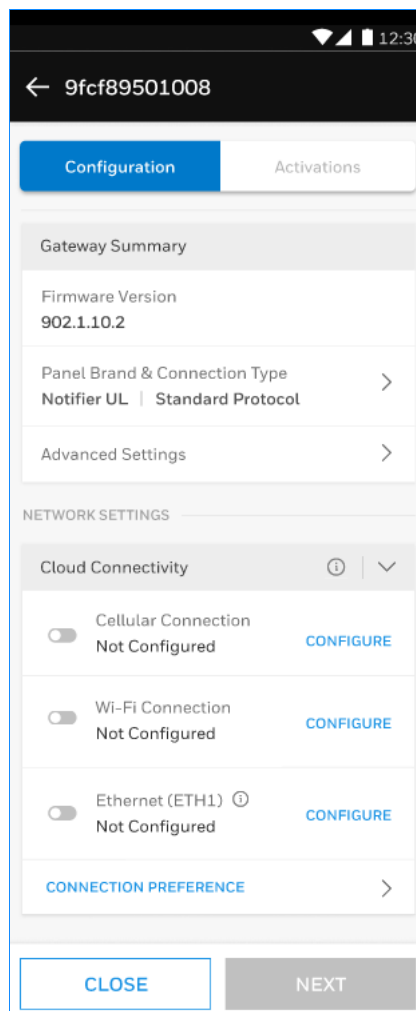 12:36
9fcf89501008
Configuration
Activations
Gateway Summary
Firmware Version
902.1.10.2
Panel Brand & Connection Type
Notifier UL | Standard Protocol
Advanced Settings
NETWORK SETTINGS
Cloud Connectivity
Cellular Connection
Not Configured
CONFIGURE
Wi-Fi Connection
Not Configured
CONFIGURE
Ethernet (ETH1)
Not Configured
CONFIGURE
CONNECTION PREFERENCE
CLOSE
NEXT